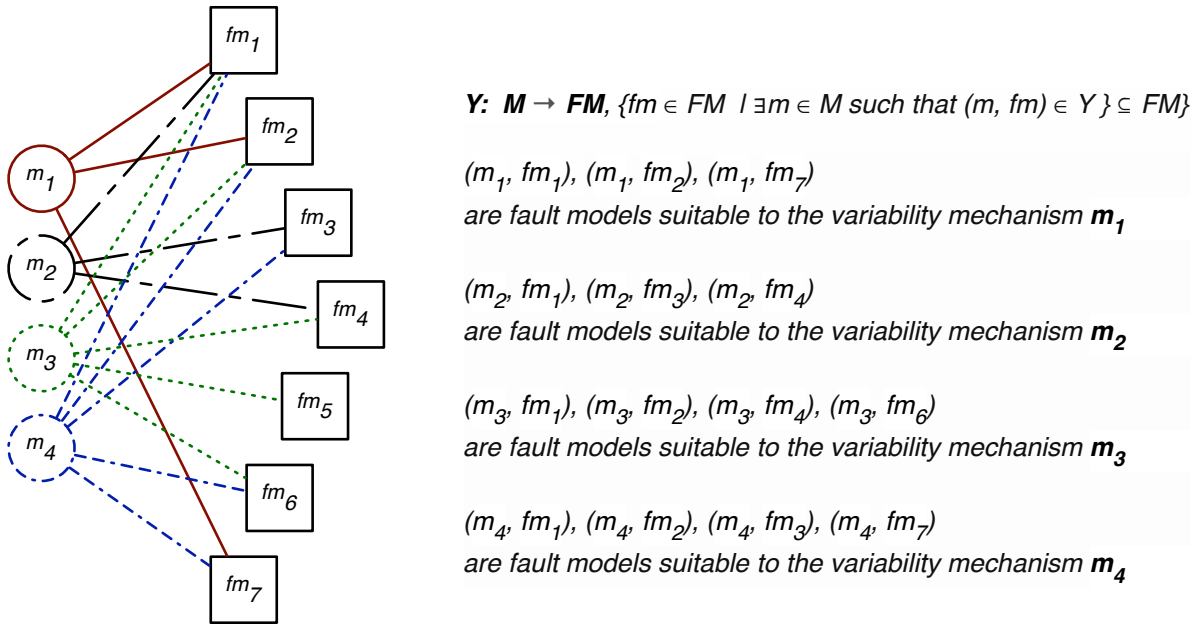 fm1
fm2
m1
fm3
m2
fm4
m3
fm5
m4
fm6
fm7
Y: M → FM, {fm ∈ FM | ∃m ∈ M such that (m, fm) ∈ Y } ⊆ FM}
(m1, fm1), (m1, fm2), (m1, fm7)
are fault models suitable to the variability mechanism m1
(m2, fm1), (m2, fm3), (m2, fm4)
are fault models suitable to the variability mechanism m2
(m3, fm1), (m3, fm2), (m3, fm4), (m3, fm6)
are fault models suitable to the variability mechanism m3
(m4, fm1), (m4, fm2), (m4, fm3), (m4, fm7)
are fault models suitable to the variability mechanism m4